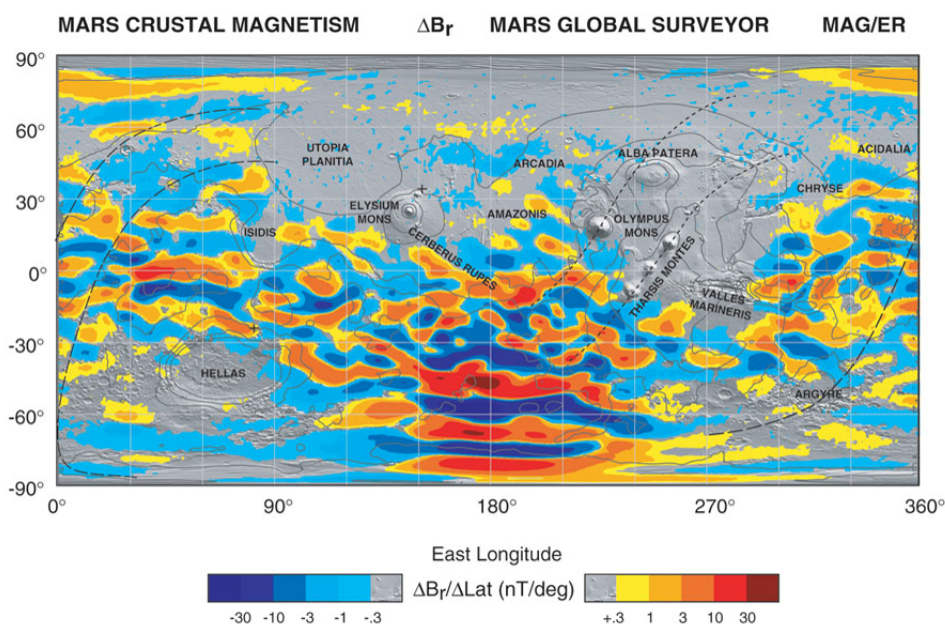 MARS CRUSTAL MAGNETISM ΔBr MARS GLOBAL SURVEYOR MAG/ER
90°
60°
30°
0°
-30°
-60°
-90°
UTOPIA
PLANITIA
ARCADIA
ALBA PATERA
ACIDALIA
CHRYSE
ELYSIUM
MONS
AMAZONIS
OLYMPUS
MONS
ISIDIS
CERBERUS RUPES
THARSIS MONTES
VALLES
MARINERIS
HELLAS
ARGYRE
0° 90° 180° 270° 360°
East Longitude
ΔBr/ΔLat (nT/deg)
-30 -10 -3 -1 -.3 +.3 1 3 10 30